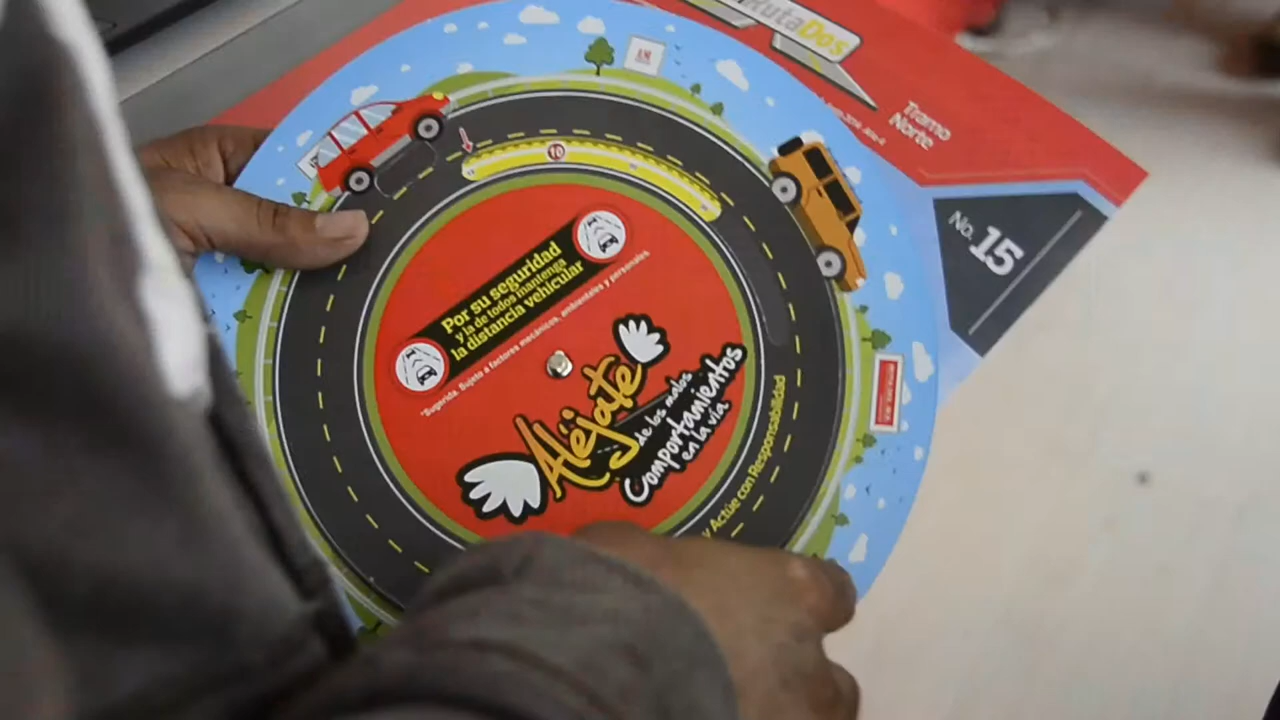 RutaDos
Tramo
Norte
No. 15
10
Por su seguridad
y la de todos mantenga
la distancia vehicular
*Sugerida. Sujeto a factores mecánicos, ambientales y personales.
Aléjate
de los malos
comportamientos
en la vía
y Actúe con Responsabilidad